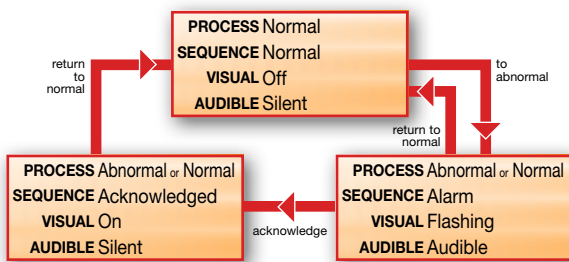 PROCESS Normal
SEQUENCE Normal
VISUAL Off
AUDIBLE Silent
return
to
normal
to
abnormal
return to
normal
PROCESS Abnormal or Normal
SEQUENCE Acknowledged
VISUAL On
AUDIBLE Silent
acknowledge
PROCESS Abnormal or Normal
SEQUENCE Alarm
VISUAL Flashing
AUDIBLE Audible